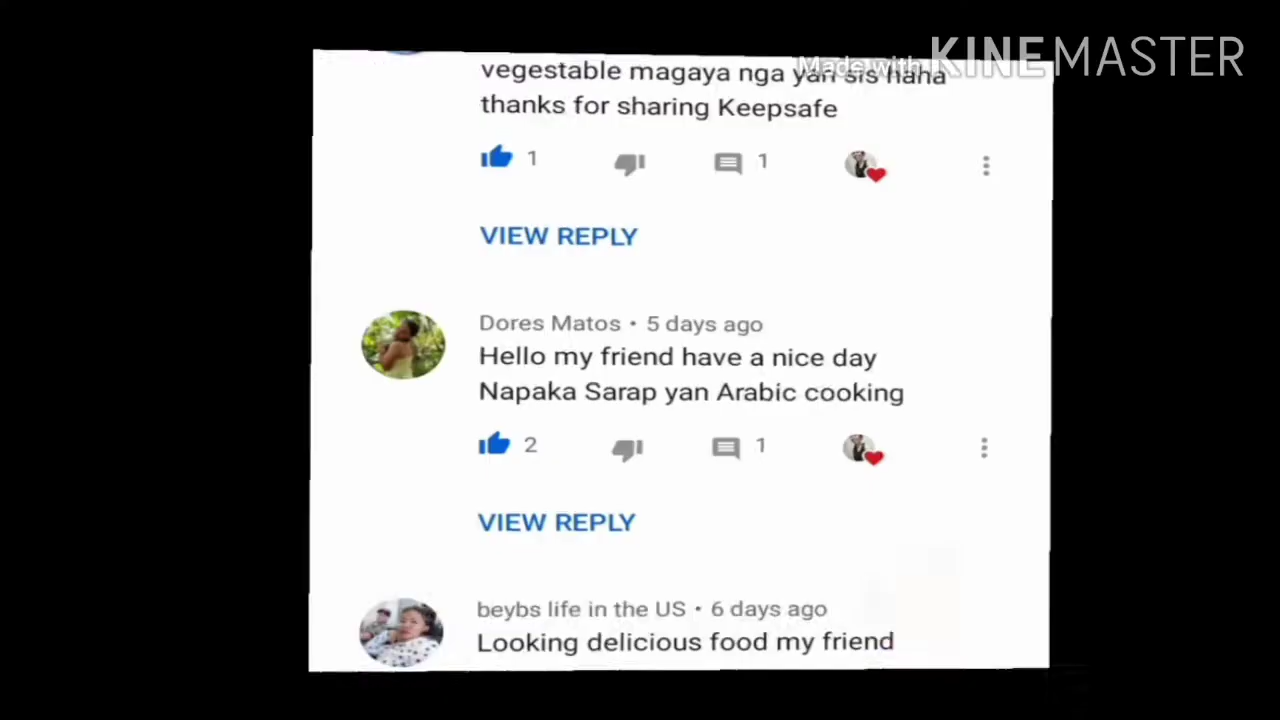 Made with KINEMASTER
vegestable magaya nga yan sis haha
thanks for sharing Keepsafe
1
1
VIEW REPLY
Dores Matos • 5 days ago
Hello my friend have a nice day
Napaka Sarap yan Arabic cooking
2
1
VIEW REPLY
beybs life in the US • 6 days ago
Looking delicious food my friend